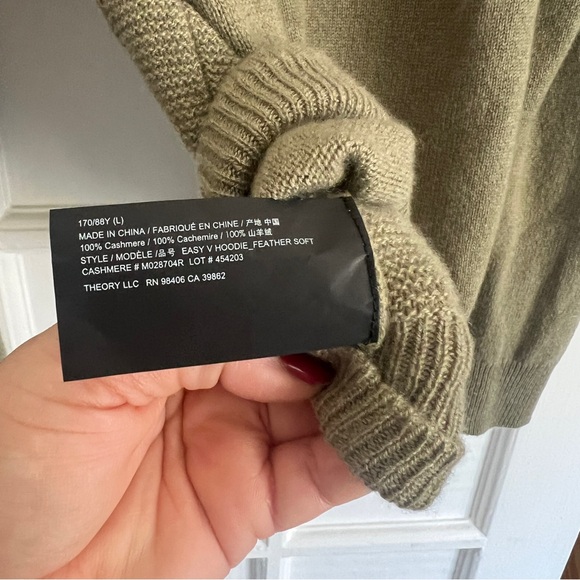 170/88Y (L)
MADE IN CHINA / FABRIQUÉ EN CHINE / 产地 中国
100% Cashmere / 100% Cachemire / 100% 山羊绒
STYLE / MODÈLE /品号 EASY V HOODIE_FEATHER SOFT
CASHMERE # M028704R LOT # 454203
THEORY LLC RN 98406 CA 39862